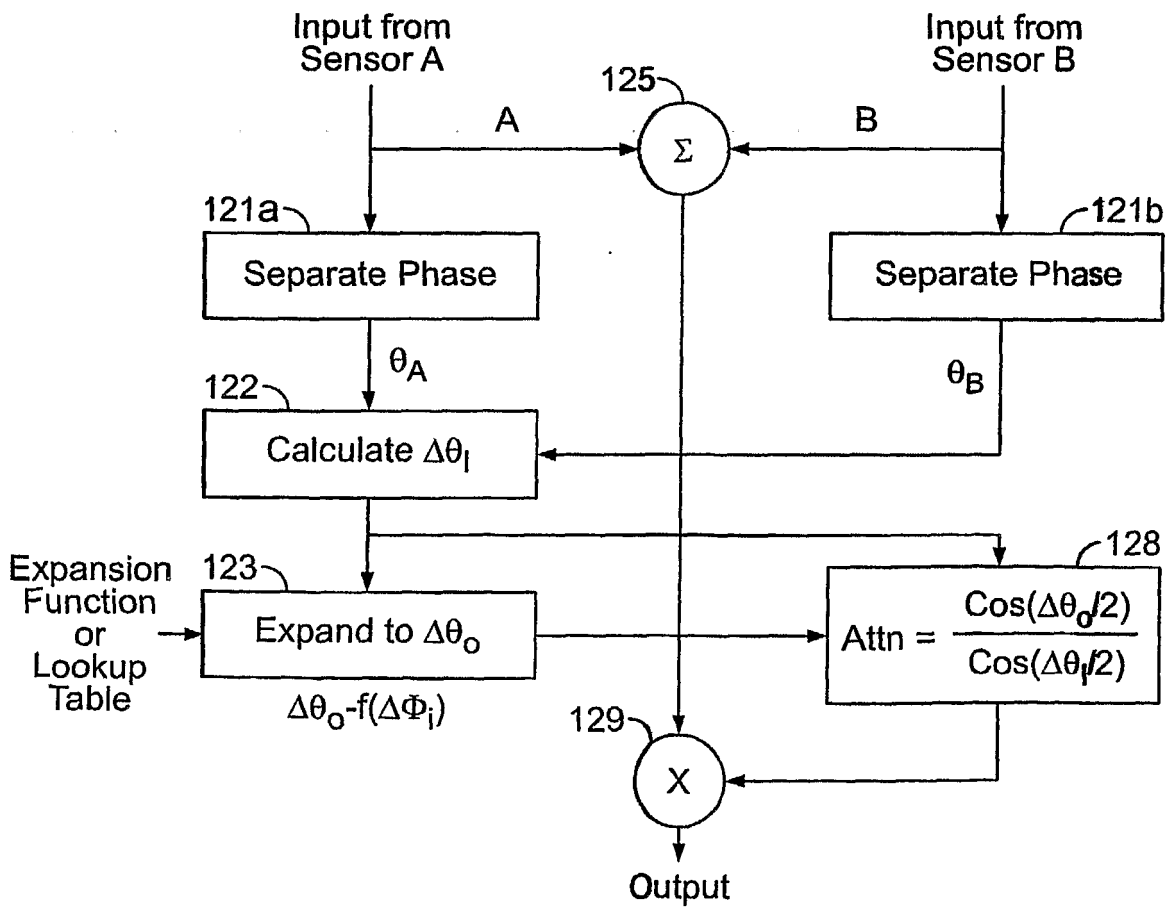 Input from
Sensor A
Input from
Sensor B
125
A
Σ
B
121a
Separate Phase
121b
Separate Phase
θA
θB
122
Calculate ΔθI
Expansion
Function
or
Lookup
Table
123
Expand to Δθo
Δθo-f(ΔΦi)
128
Attn = Cos(Δθo/2)
Cos(ΔθI/2)
129
X
Output